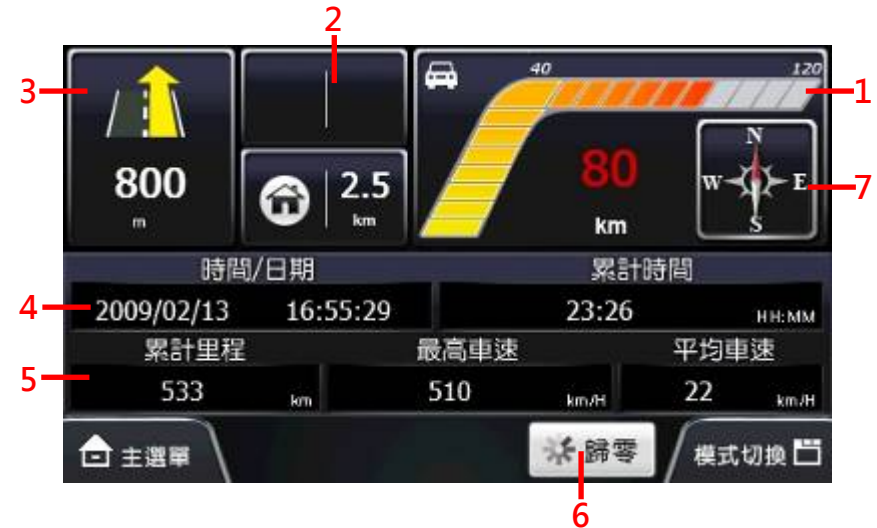 2
3
40
120
1
800
m
2.5
km
80
km
N
W
E
S
7
時間/日期
累計時間
4
2009/02/13
16:55:29
23:26
HH:MM
累計里程
最高車速
平均車速
5
533
km
510
km/H
22
km/H
主選單
歸零
模式切換
6